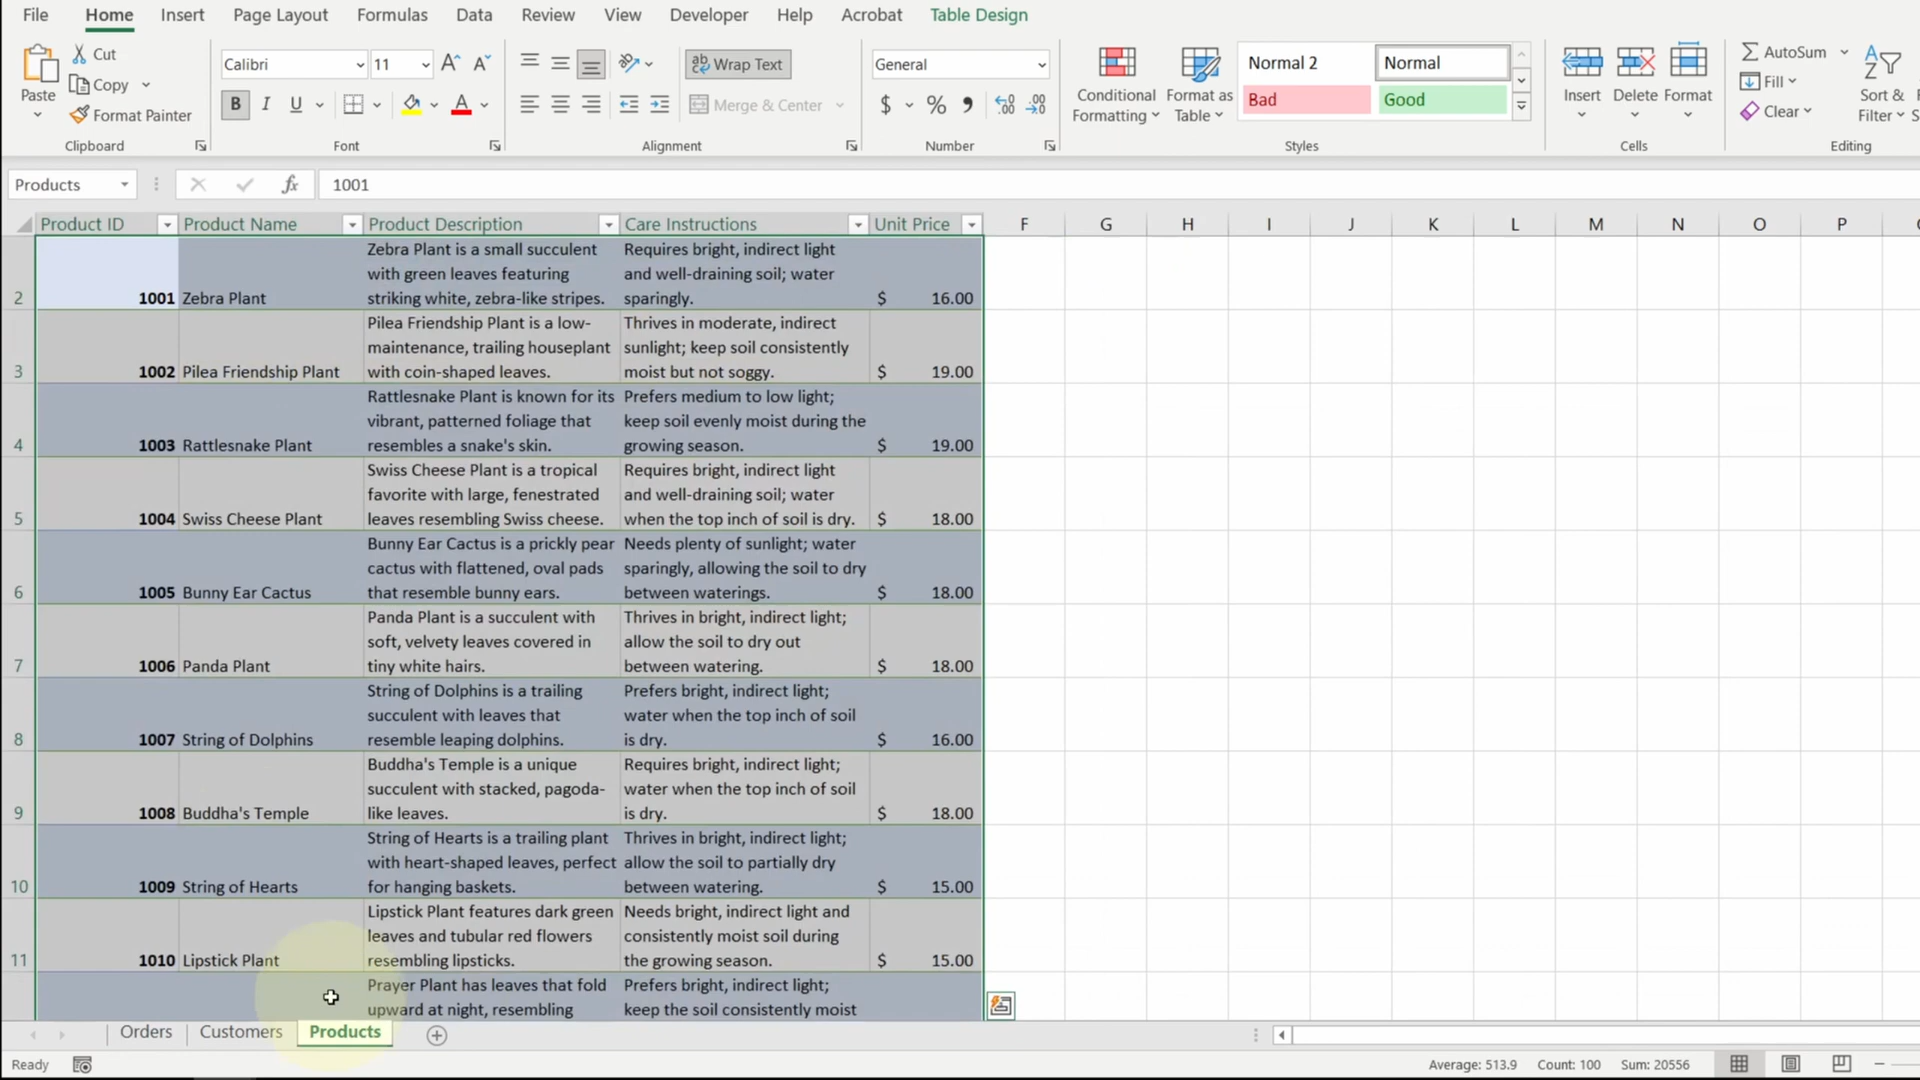 File Home Insert Page Layout Formulas Data Review View Developer Help Acrobat Table Design
Paste
Cut
Copy
Format Painter
Clipboard
Calibri 11 A^ A
B I U A
Font
ab Wrap Text
Merge & Center
Alignment
General
$ % ,
Number
Conditional
Formatting
Format as
Table
Normal 2 Normal
Bad Good
Styles
Insert Delete Format
Cells
AutoSum
Fill
Clear
Sort &
Filter
Editing
Products fx 1001
Product ID Product Name Product Description Care Instructions Unit Price F G H I J K L M N O P
Zebra Plant is a small succulent Requires bright, indirect light
with green leaves featuring and well-draining soil; water
2 1001 Zebra Plant striking white, zebra-like stripes. sparingly. $ 16.00
Pilea Friendship Plant is a low- Thrives in moderate, indirect
maintenance, trailing houseplant sunlight; keep soil consistently
3 1002 Pilea Friendship Plant with coin-shaped leaves. moist but not soggy. $ 19.00
Rattlesnake Plant is known for its Prefers medium to low light;
vibrant, patterned foliage that keep soil evenly moist during the
4 1003 Rattlesnake Plant resembles a snake's skin. growing season. $ 19.00
Swiss Cheese Plant is a tropical Requires bright, indirect light
favorite with large, fenestrated and well-draining soil; water
5 1004 Swiss Cheese Plant leaves resembling Swiss cheese. when the top inch of soil is dry. $ 18.00
Bunny Ear Cactus is a prickly pear Needs plenty of sunlight; water
cactus with flattened, oval pads sparingly, allowing the soil to dry
6 1005 Bunny Ear Cactus that resemble bunny ears. between waterings. $ 18.00
Panda Plant is a succulent with Thrives in bright, indirect light;
soft, velvety leaves covered in allow the soil to dry out
7 1006 Panda Plant tiny white hairs. between watering. $ 18.00
String of Dolphins is a trailing Prefers bright, indirect light;
succulent with leaves that water when the top inch of soil
8 1007 String of Dolphins resemble leaping dolphins. is dry. $ 16.00
Buddha's Temple is a unique Requires bright, indirect light;
succulent with stacked, pagoda- water when the top inch of soil
9 1008 Buddha's Temple like leaves. is dry. $ 18.00
String of Hearts is a trailing plant Thrives in bright, indirect light;
with heart-shaped leaves, perfect allow the soil to partially dry
10 1009 String of Hearts for hanging baskets. between watering. $ 15.00
Lipstick Plant features dark green Needs bright, indirect light and
leaves and tubular red flowers consistently moist soil during
11 1010 Lipstick Plant resembling lipsticks. the growing season. $ 15.00
Prayer Plant has leaves that fold Prefers bright, indirect light;
upward at night, resembling keep the soil consistently moist
Orders Customers Products
Ready Average: 513.9 Count: 100 Sum: 20556